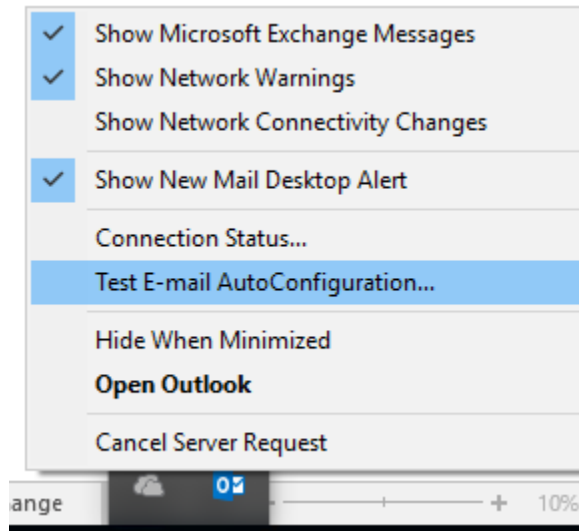 Show Microsoft Exchange Messages
Show Network Warnings
Show Network Connectivity Changes
Show New Mail Desktop Alert
Connection Status...
Test E-mail AutoConfiguration...
Hide When Minimized
Open Outlook
Cancel Server Request
ange
10%